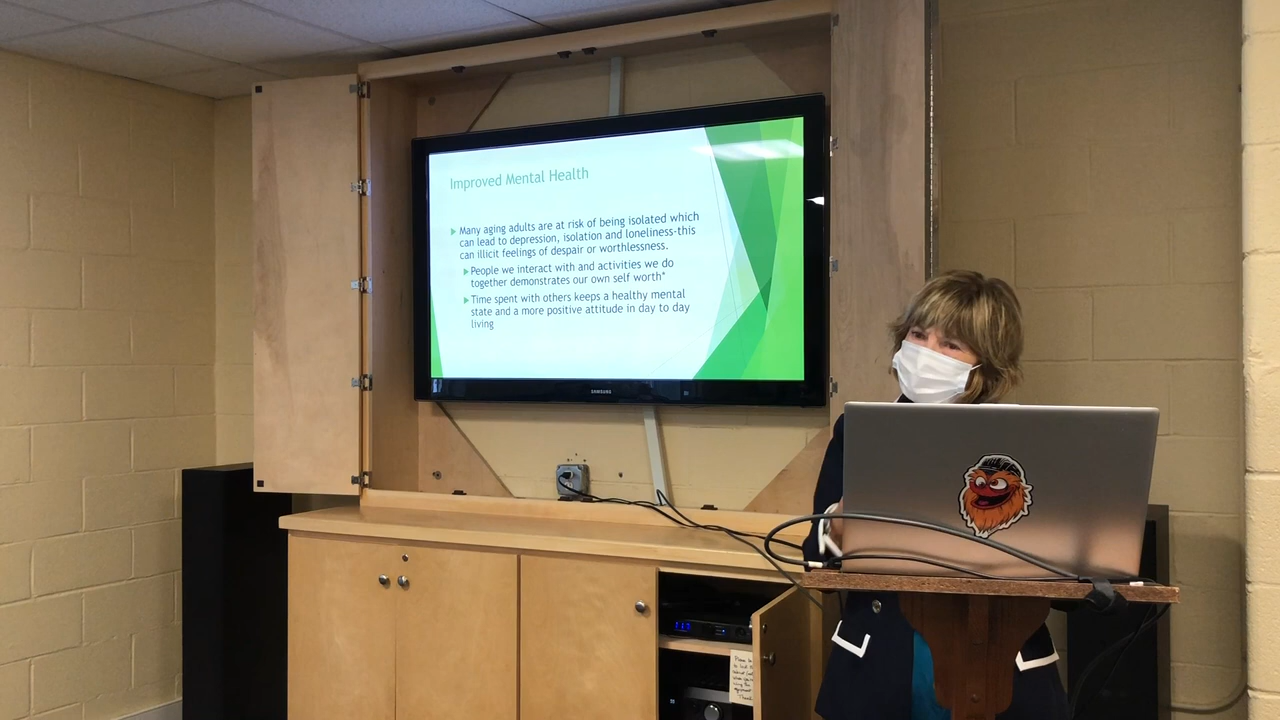 Improved Mental Health
Many aging adults are at risk of being isolated which
can lead to depression, isolation and loneliness-this
can illicit feelings of despair or worthlessness.
People we interact with and activities we do
together demonstrates our own self worth*
Time spent with others keeps a healthy mental
state and a more positive attitude in day to day
living
SAMSUNG